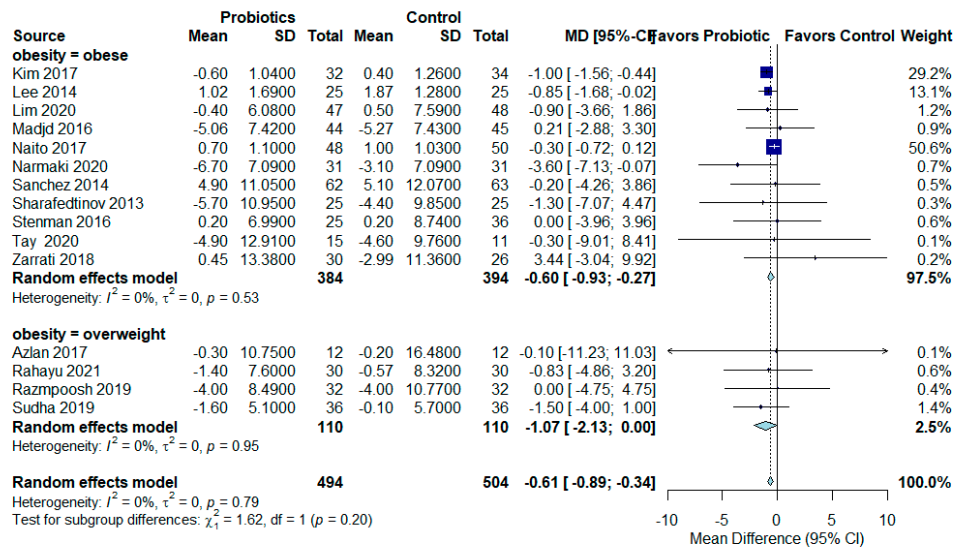 Probiotics Control
Source Mean SD Total Mean SD Total MD [95%-CI] Favors Probiotic Favors Control Weight
obesity = obese
Kim 2017 -0.60 1.0400 32 0.40 1.2600 34 -1.00 [ -1.56; -0.44] 29.2%
Lee 2014 1.02 1.6900 25 1.87 1.2800 25 -0.85 [ -1.68; -0.02] 13.1%
Lim 2020 -0.40 6.0800 47 0.50 7.5900 48 -0.90 [ -3.66; 1.86] 1.2%
Madjd 2016 -5.06 7.4200 44 -5.27 7.4300 45 0.21 [ -2.88; 3.30] 0.9%
Naito 2017 0.70 1.1000 48 1.00 1.0300 50 -0.30 [ -0.72; 0.12] 50.6%
Narmaki 2020 -6.70 7.0900 31 -3.10 7.0900 31 -3.60 [ -7.13; -0.07] 0.7%
Sanchez 2014 4.90 11.0500 62 5.10 12.0700 63 -0.20 [ -4.26; 3.86] 0.5%
Sharafedtinov 2013 -5.70 10.9500 25 -4.40 9.8500 25 -1.30 [ -7.07; 4.47] 0.3%
Stenman 2016 0.20 6.9900 25 0.20 8.7400 36 0.00 [ -3.96; 3.96] 0.6%
Tay 2020 -4.90 12.9100 15 -4.60 9.7600 11 -0.30 [ -9.01; 8.41] 0.1%
Zarrati 2018 0.45 13.3800 30 -2.99 11.3600 26 3.44 [ -3.04; 9.92] 0.2%
Random effects model 384 394 -0.60 [ -0.93; -0.27] 97.5%
Heterogeneity: I² = 0%, τ² = 0, p = 0.53
obesity = overweight
Azlan 2017 -0.30 10.7500 12 -0.20 16.4800 12 -0.10 [-11.23; 11.03] 0.1%
Rahayu 2021 -1.40 7.6000 30 -0.57 8.3200 30 -0.83 [ -4.86; 3.20] 0.2%
Razmpoosh 2019 -4.00 8.4900 32 -4.00 10.7700 32 0.00 [ -4.75; 4.75] 0.4%
Sudha 2019 -1.60 5.1000 36 -0.10 5.7000 36 -1.50 [ -4.00; 1.00] 1.4%
Random effects model 110 110 -1.07 [ -2.13; 0.00] 2.5%
Heterogeneity: I² = 0%, τ² = 0, p = 0.95
Random effects model 494 504 -0.61 [ -0.89; -0.34] 100.0%
Heterogeneity: I² = 0%, τ² = 0, p = 0.79
Test for subgroup differences: χ²₁ = 1.62, df = 1 (p = 0.20)
-10 -5 0 5 10
Mean Difference (95% CI)